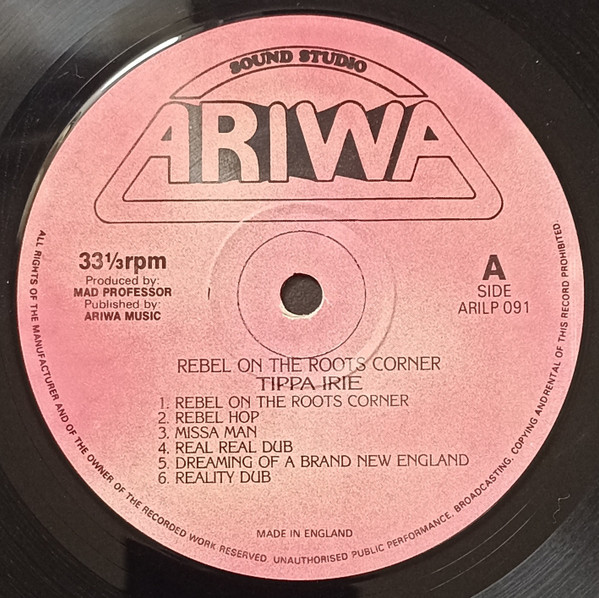 SOUND STUDIO
ARIWA
33⅓rpm
Produced by:
MAD PROFESSOR
Published by:
ARIWA MUSIC
A
SIDE
ARILP 091
REBEL ON THE ROOTS CORNER
TIPPA IRIE
1. REBEL ON THE ROOTS CORNER
2. REBEL HOP
3. MISSA MAN
4. REAL REAL DUB
5. DREAMING OF A BRAND NEW ENGLAND
6. REALITY DUB
MADE IN ENGLAND
ALL RIGHTS OF THE MANUFACTURER AND OF THE OWNER OF THE RECORDED WORK RESERVED. UNAUTHORISED PUBLIC PERFORMANCE, BROADCASTING, COPYING ANDRENTAL OF THIS RECORD PROHIBITED